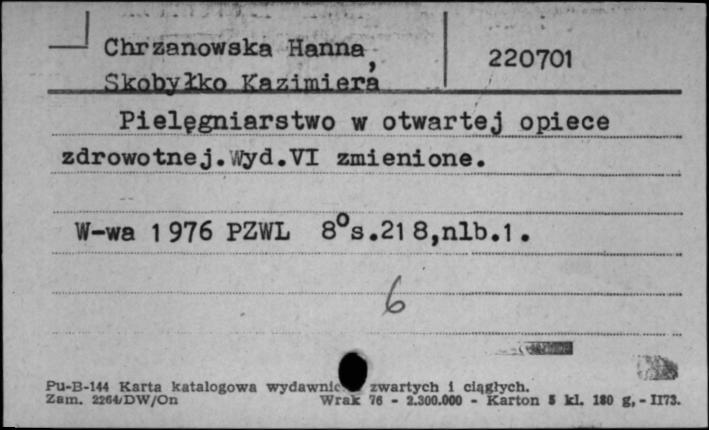 Chrzanowska Hanna,
220701
Skobyłko Kazimiera
Pielęgniarstwo w otwartej opiece
zdrowotnej.Wyd.VI zmienione.
W-wa 1976 PZWL 8°s.218,nlb.1.
6
Pu-B-144 Karta katalogowa zwartych i ciągłych.
Zam. 2264/DW/On Wrak 76 - 2.300.000 - Karton 5 kl. 180 g, - II73.